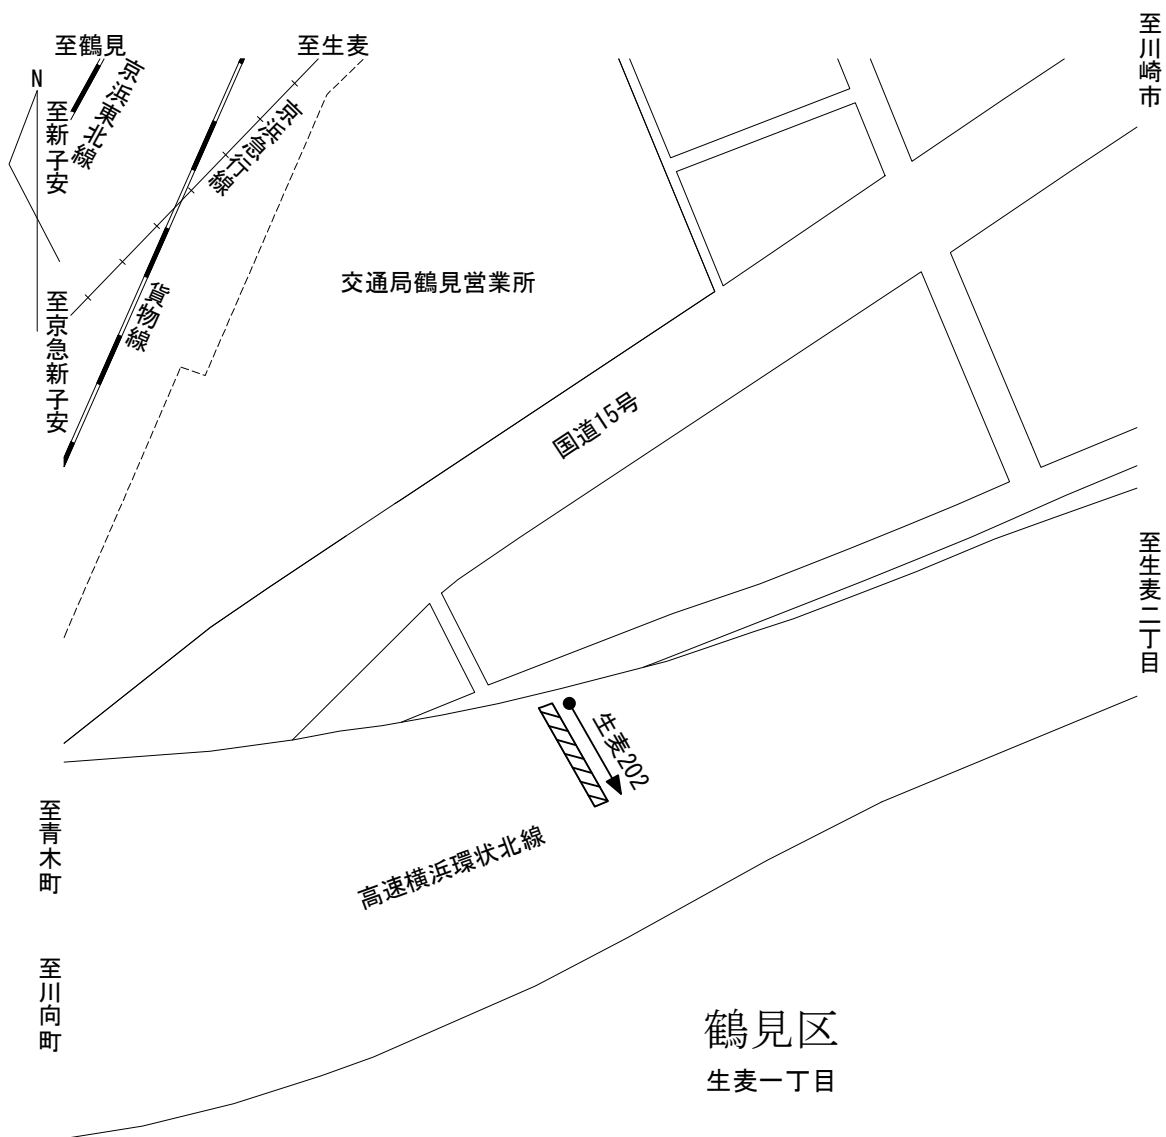 至鶴見
至生麦
至川崎市
N
京浜東北線
至新子安
京浜急行線
交通局鶴見営業所
貨物線
至京急新子安
国道15号
至生麦二丁目
生麦202
至青木町
高速横浜環状北線
至川向町
鶴見区
生麦一丁目